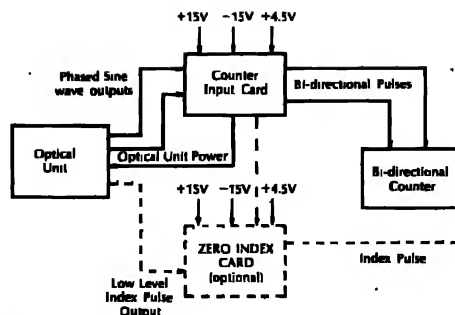 +15V −15V +4.5V
Phased Sine
wave outputs
Counter
Input Card
Bi-directional Pulses
Optical
Unit
Optical Unit Power
Bi-directional
Counter
+15V −15V +4.5V
ZERO INDEX
CARD
(optional)
Index Pulse
Low Level
Index Pulse
Output